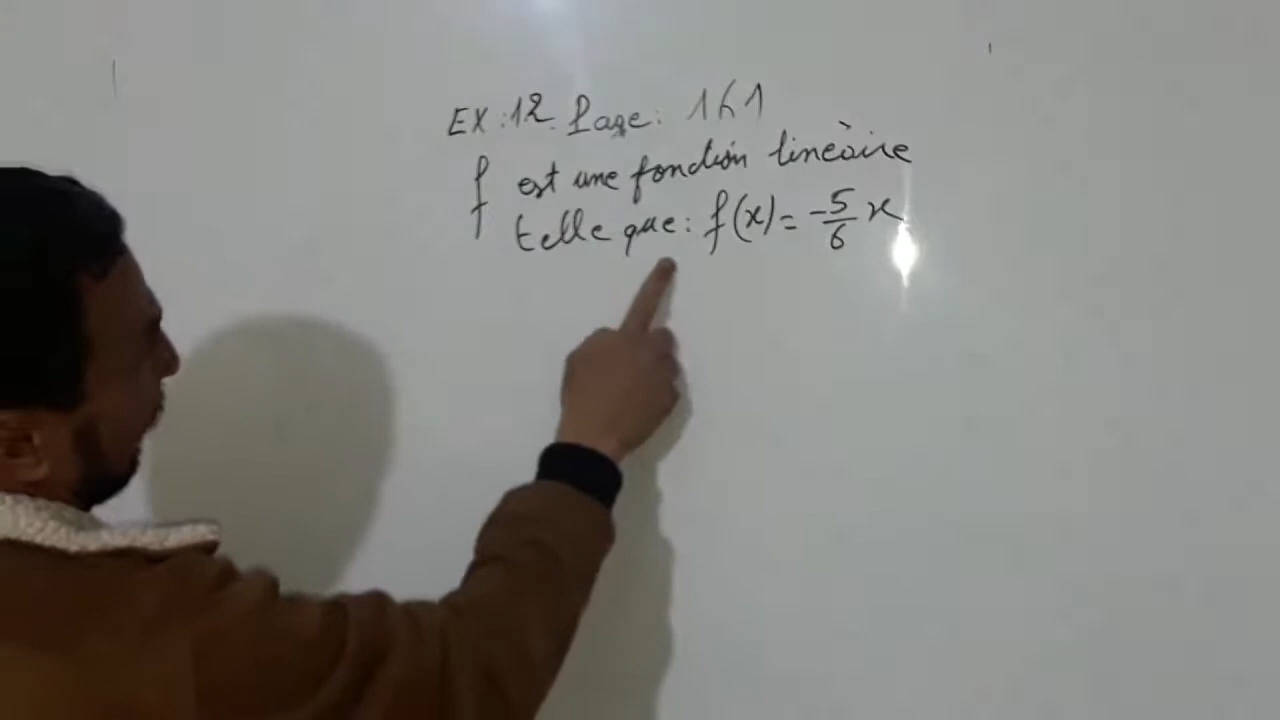 EX:12. Page: 161
f est une fonction linéaire
telle que: f(x) = -5/6 x